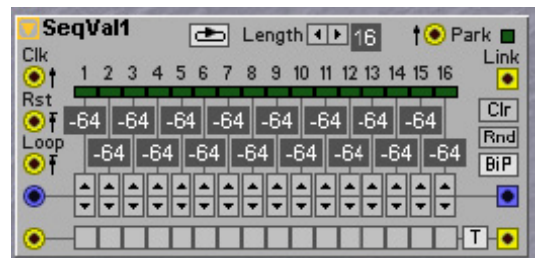 SeqVal1 Length 16 Park
Clk Link
1 2 3 4 5 6 7 8 9 10 11 12 13 14 15 16
Rst
-64 -64 -64 -64 -64 -64 -64 -64 Clr
Loop Rnd
-64 -64 -64 -64 -64 -64 -64 -64 BiP
T